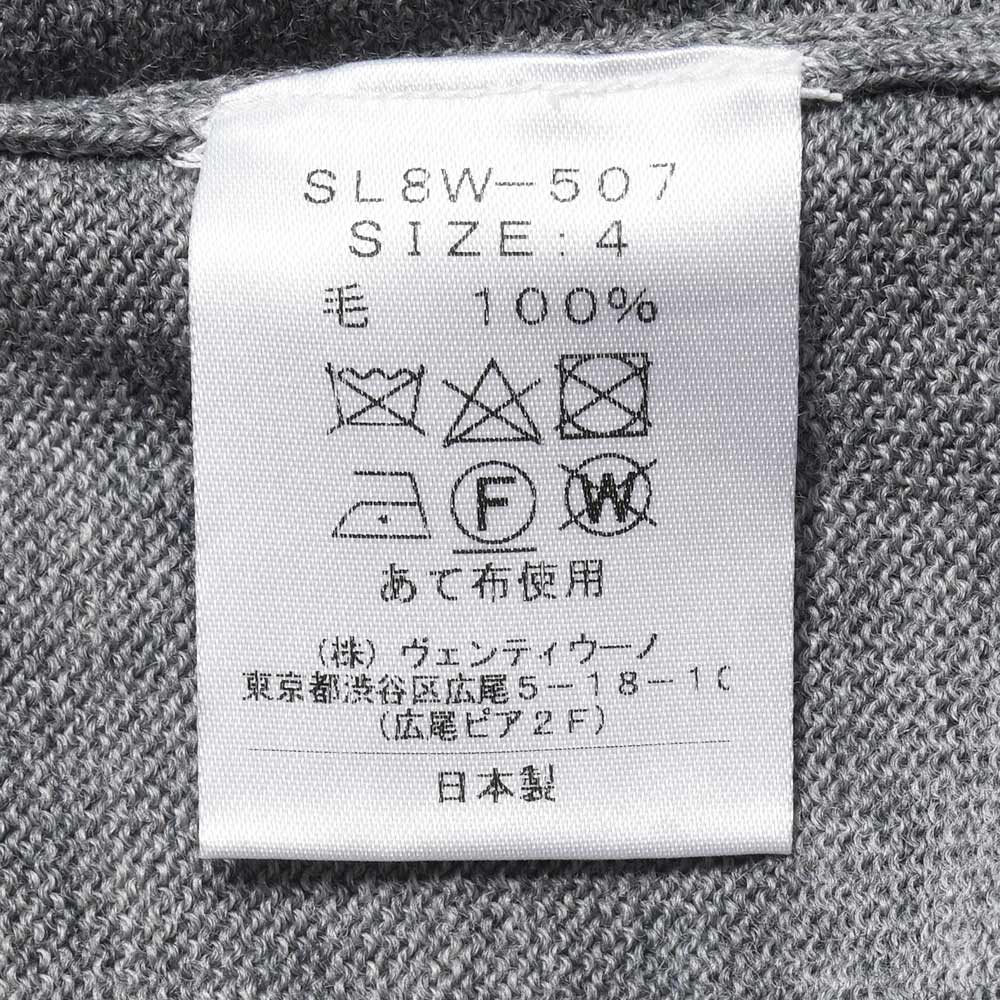 SL8W-507
SIZE:4
毛 100%
F W
あて布使用
(株)ヴェンティウーノ
東京都渋谷区広尾5-18-10
(広尾ピア2F)
日本製